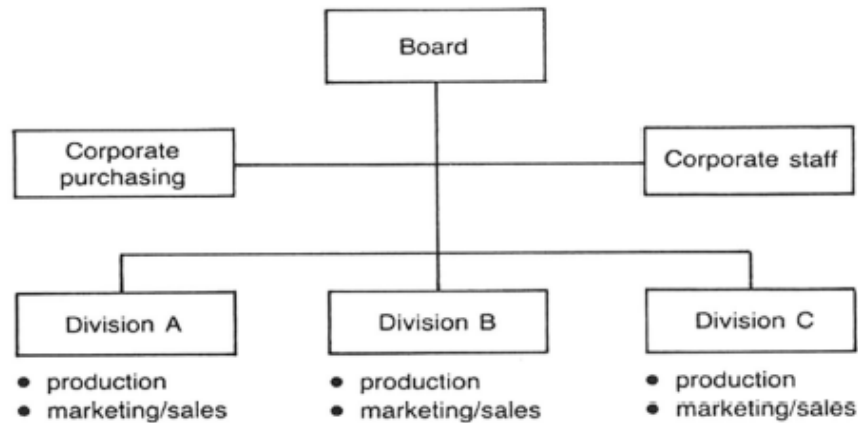 Board
Corporate
purchasing
Corporate staff
Division A
Division B
Division C
● production
● marketing/sales
● production
● marketing/sales
● production
● marketing/sales